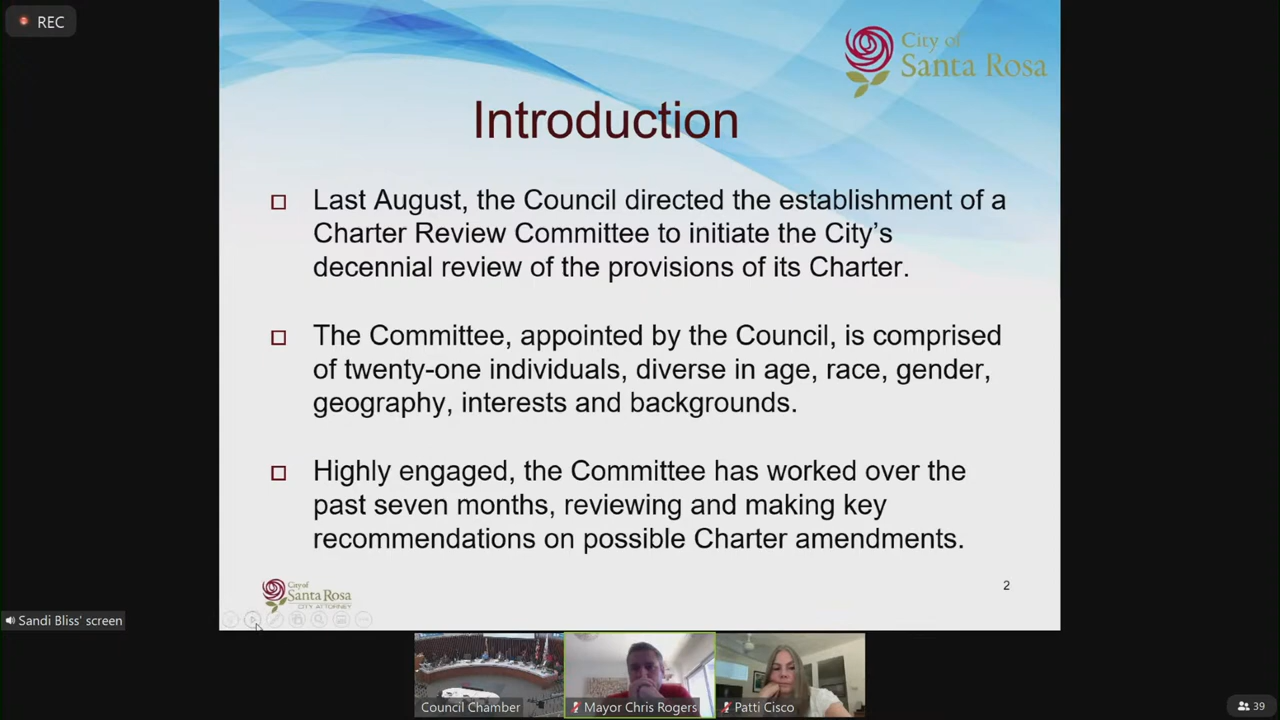 REC
City of
Santa Rosa
Introduction
Last August, the Council directed the establishment of a
Charter Review Committee to initiate the City's
decennial review of the provisions of its Charter.
The Committee, appointed by the Council, is comprised
of twenty-one individuals, diverse in age, race, gender,
geography, interests and backgrounds.
Highly engaged, the Committee has worked over the
past seven months, reviewing and making key
recommendations on possible Charter amendments.
City of
Santa Rosa
CITY ATTORNEY
2
Sandi Bliss' screen
Council Chamber
Mayor Chris Rogers
Patti Cisco
39